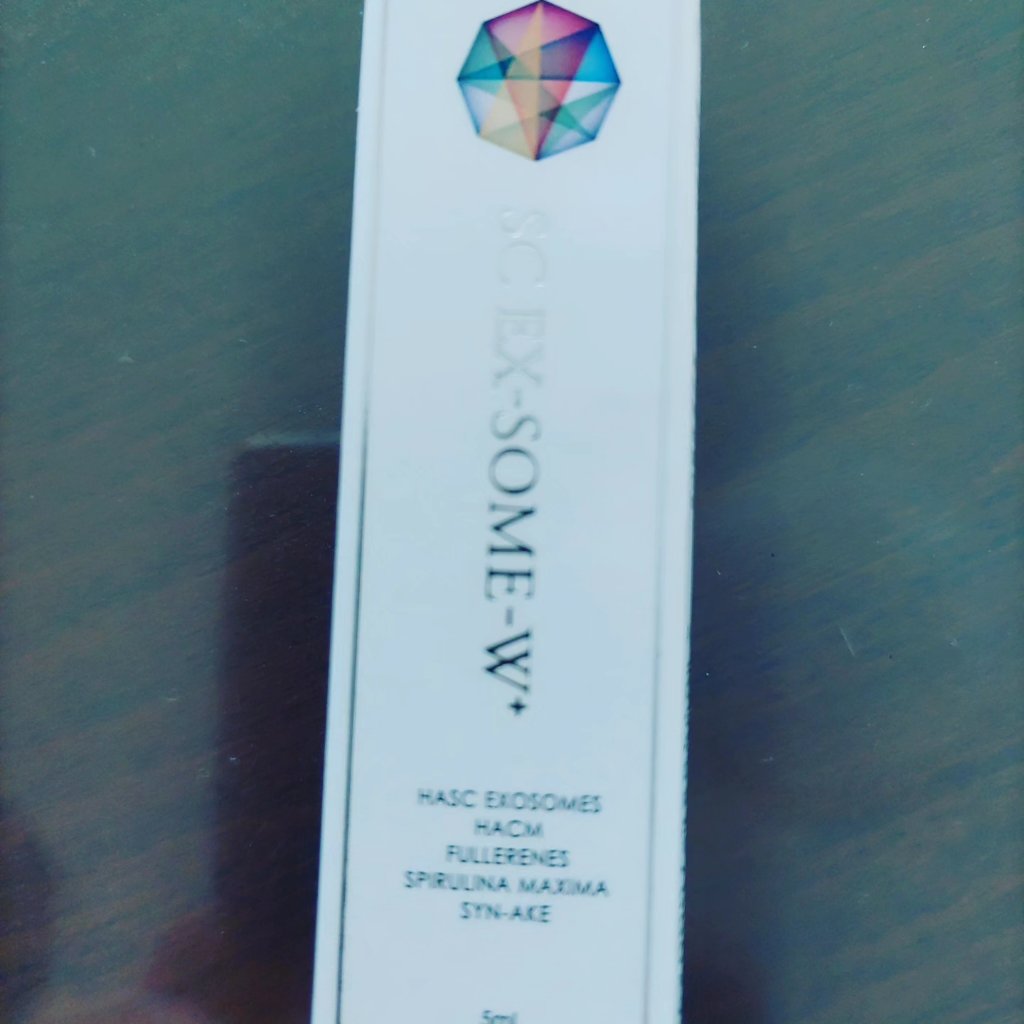 SC EX-SOME-W+
HASC EXOSOMES
HACM
FULLERENES
SPIRULINA MAXIMA
SYN-AKE
5ml